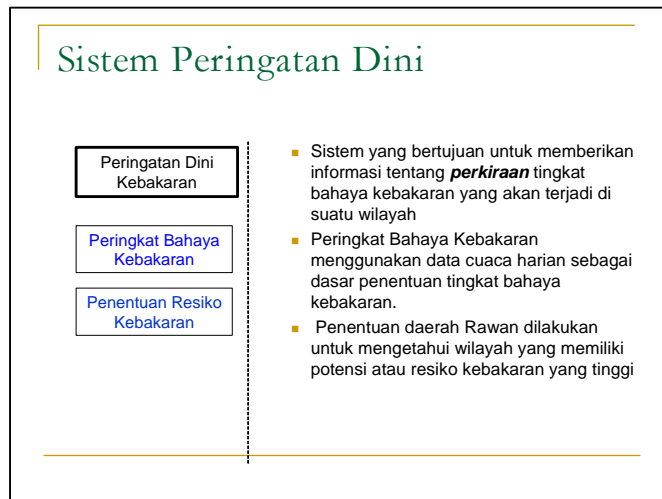 Sistem Peringatan Dini
Peringatan Dini
Kebakaran
Peringkat Bahaya
Kebakaran
Penentuan Resiko
Kebakaran
Sistem yang bertujuan untuk memberikan
informasi tentang perkiraan tingkat
bahaya kebakaran yang akan terjadi di
suatu wilayah
Peringkat Bahaya Kebakaran
menggunakan data cuaca harian sebagai
dasar penentuan tingkat bahaya
kebakaran.
Penentuan daerah Rawan dilakukan
untuk mengetahui wilayah yang memiliki
potensi atau resiko kebakaran yang tinggi